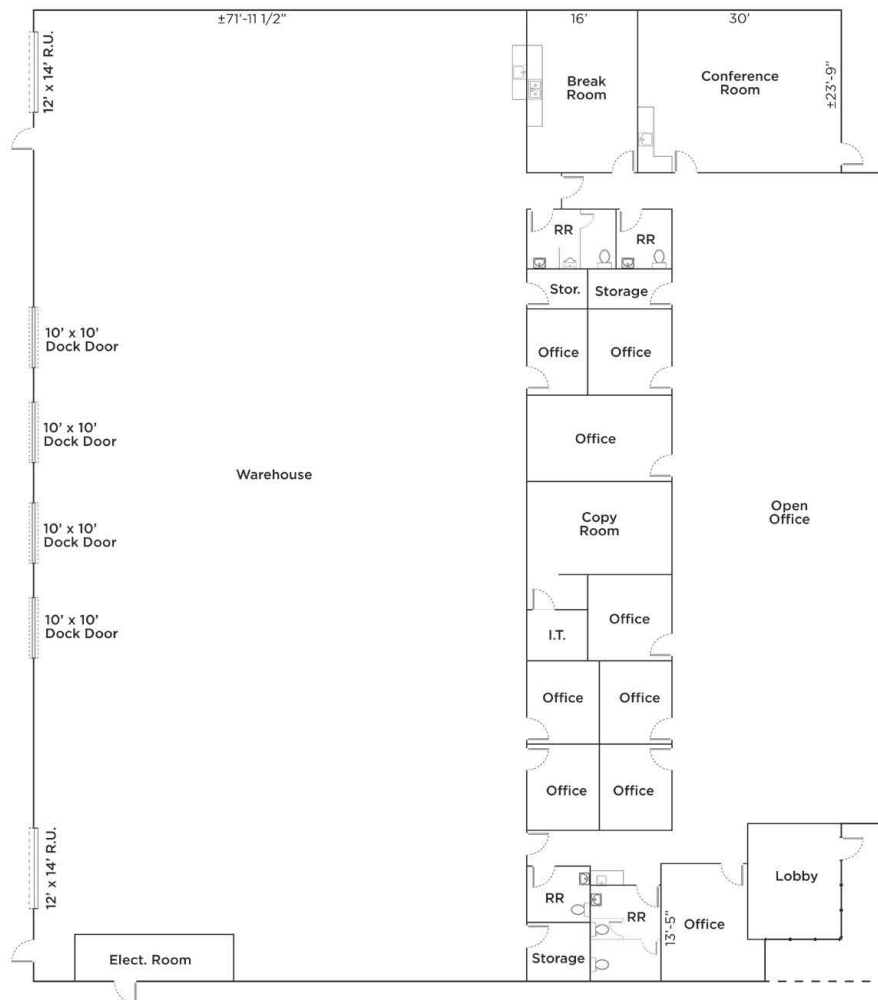 ±71'-11 1/2"
16'
30'
12' x 14' R.U.
Break
Room
Conference
Room
±23'-9"
RR
RR
Stor.
Storage
10' x 10'
Dock Door
Office
Office
10' x 10'
Dock Door
Office
Warehouse
Copy
Room
Open
Office
10' x 10'
Dock Door
10' x 10'
Dock Door
Office
I.T.
Office
Office
Office
Office
12' x 14' R.U.
Lobby
RR
RR
13'-5"
Office
Elect. Room
Storage